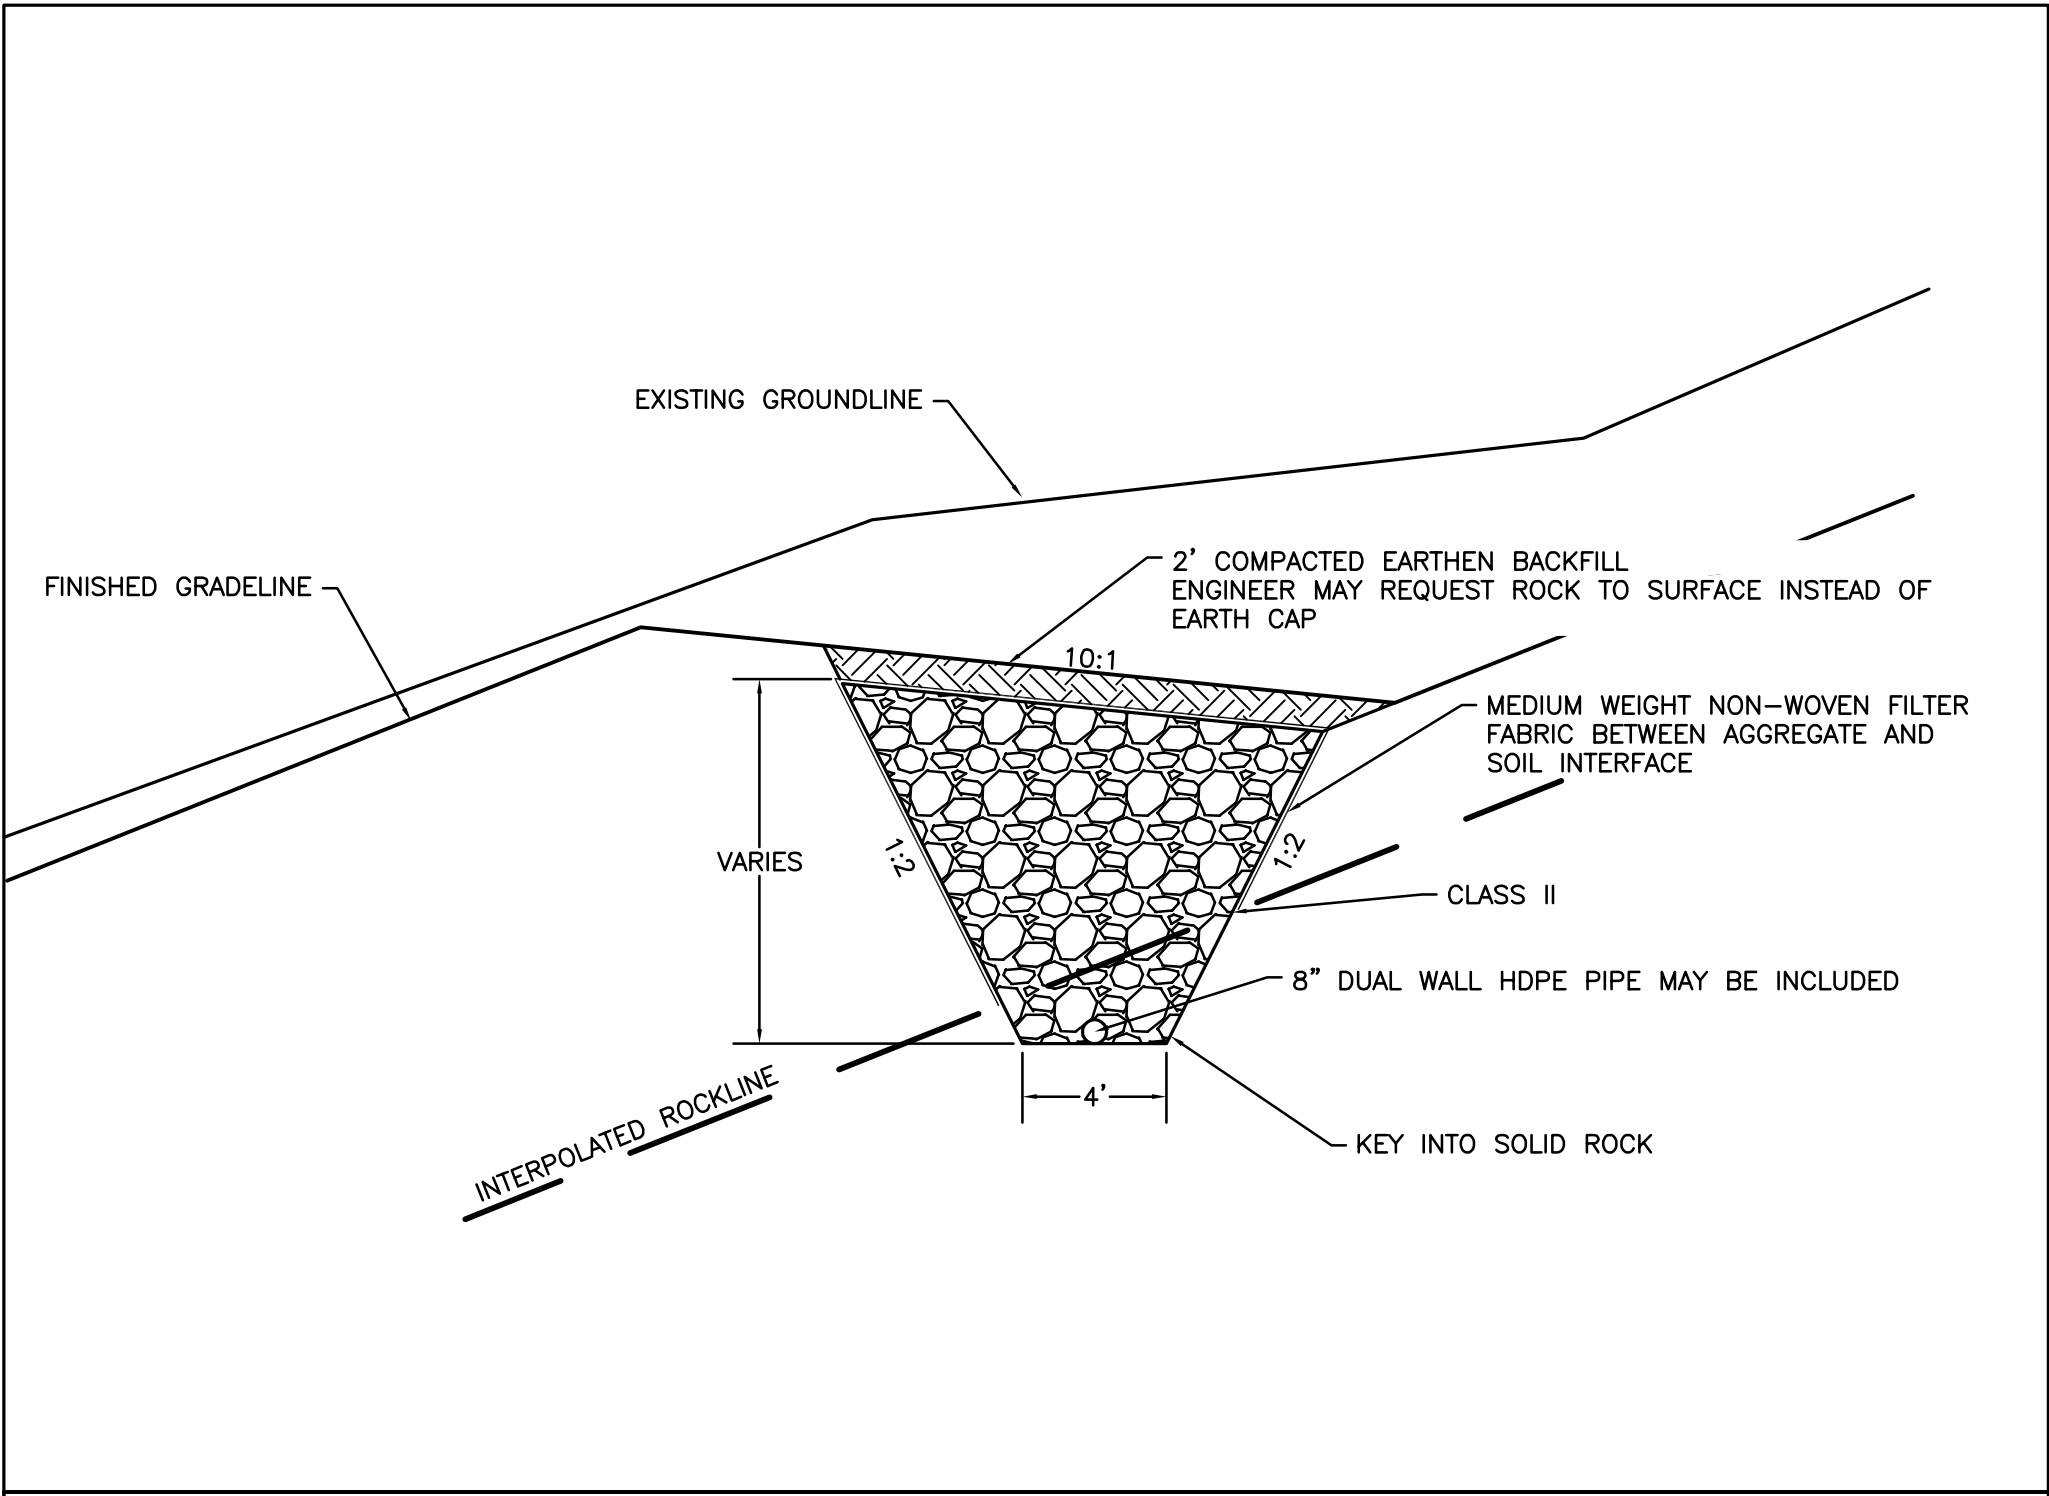 EXISTING GROUNDLINE
2' COMPACTED EARTHEN BACKFILL
ENGINEER MAY REQUEST ROCK TO SURFACE INSTEAD OF
EARTH CAP
FINISHED GRADELINE
10:1
MEDIUM WEIGHT NON-WOVEN FILTER
FABRIC BETWEEN AGGREGATE AND
SOIL INTERFACE
VARIES
1:2
1:2
CLASS II
8" DUAL WALL HDPE PIPE MAY BE INCLUDED
4'
INTERPOLATED ROCKLINE
KEY INTO SOLID ROCK